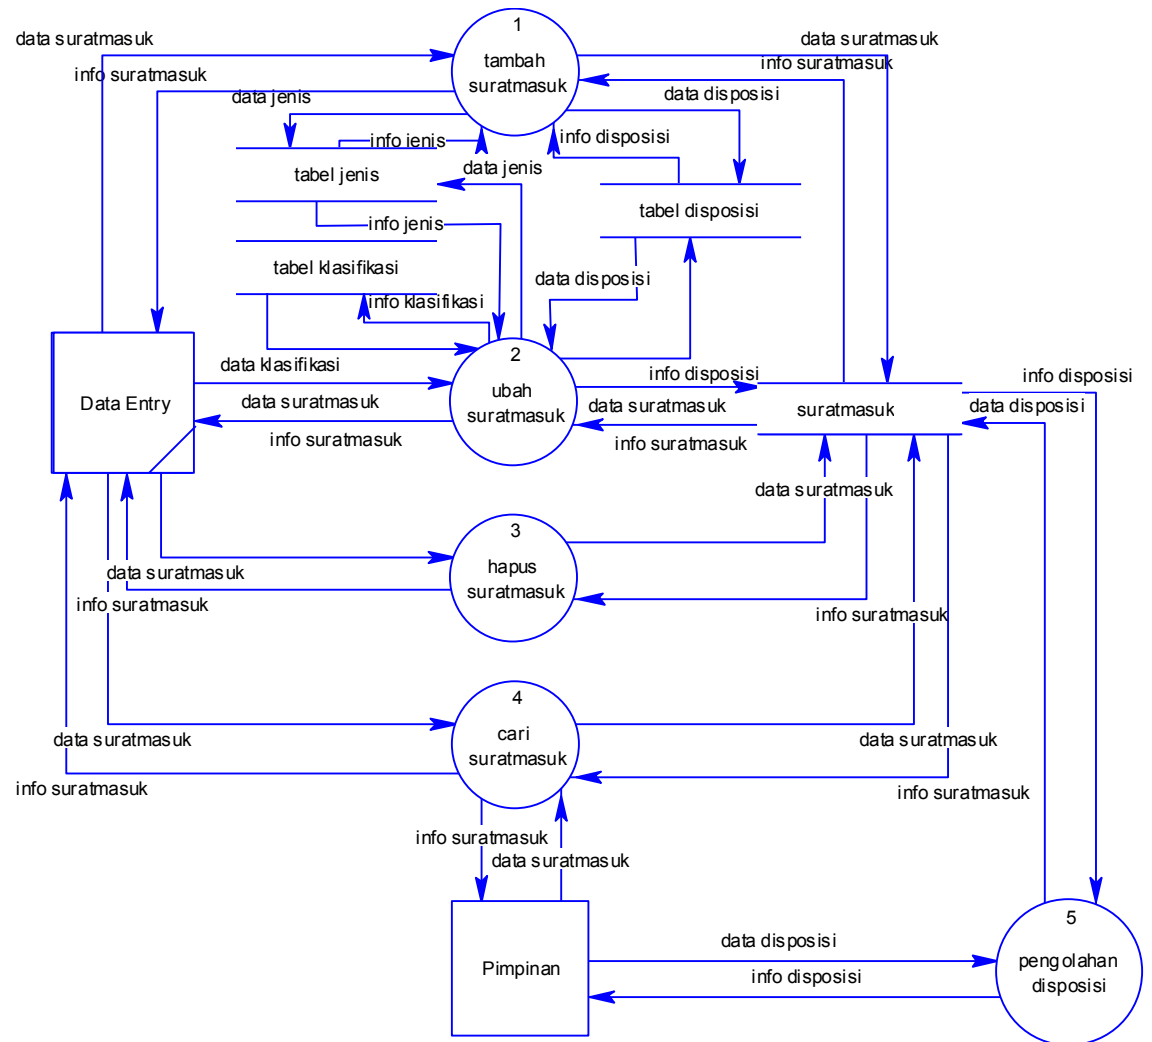 1
tambah
suratmasuk
data suratmasuk
info suratmasuk
data suratmasuk
info suratmasuk
data jenis
data disposisi
info jenis
info disposisi
tabel jenis
data jenis
tabel disposisi
info jenis
tabel klasifikasi
data disposisi
info klasifikasi
2
ubah
suratmasuk
data klasifikasi
info disposisi
info disposisi
Data Entry
data suratmasuk
data suratmasuk
suratmasuk
data disposisi
info suratmasuk
info suratmasuk
data suratmasuk
3
hapus
suratmasuk
data suratmasuk
info suratmasuk
info suratmasuk
4
cari
suratmasuk
data suratmasuk
data suratmasuk
info suratmasuk
info suratmasuk
info suratmasuk
data suratmasuk
Pimpinan
data disposisi
info disposisi
5
pengolahan
disposisi